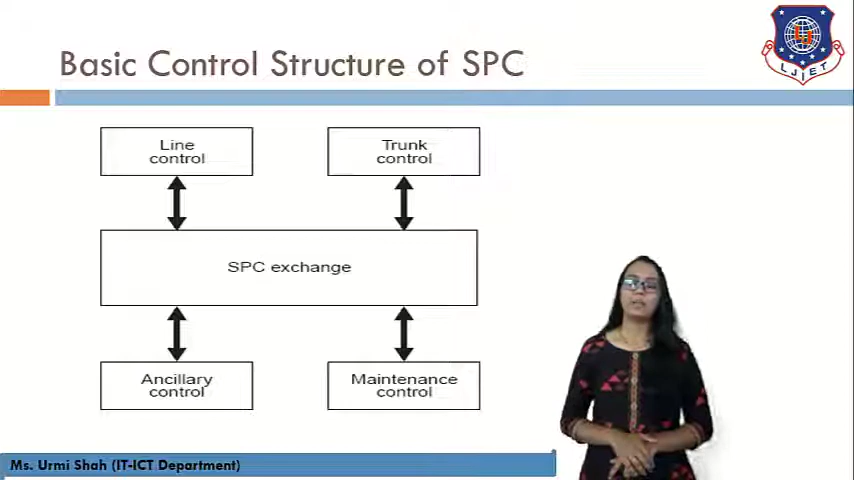 Basic Control Structure of SPC
LJIET
Line
control
Trunk
control
SPC exchange
Ancillary
control
Maintenance
control
Ms. Urmi Shah (IT-ICT Department)